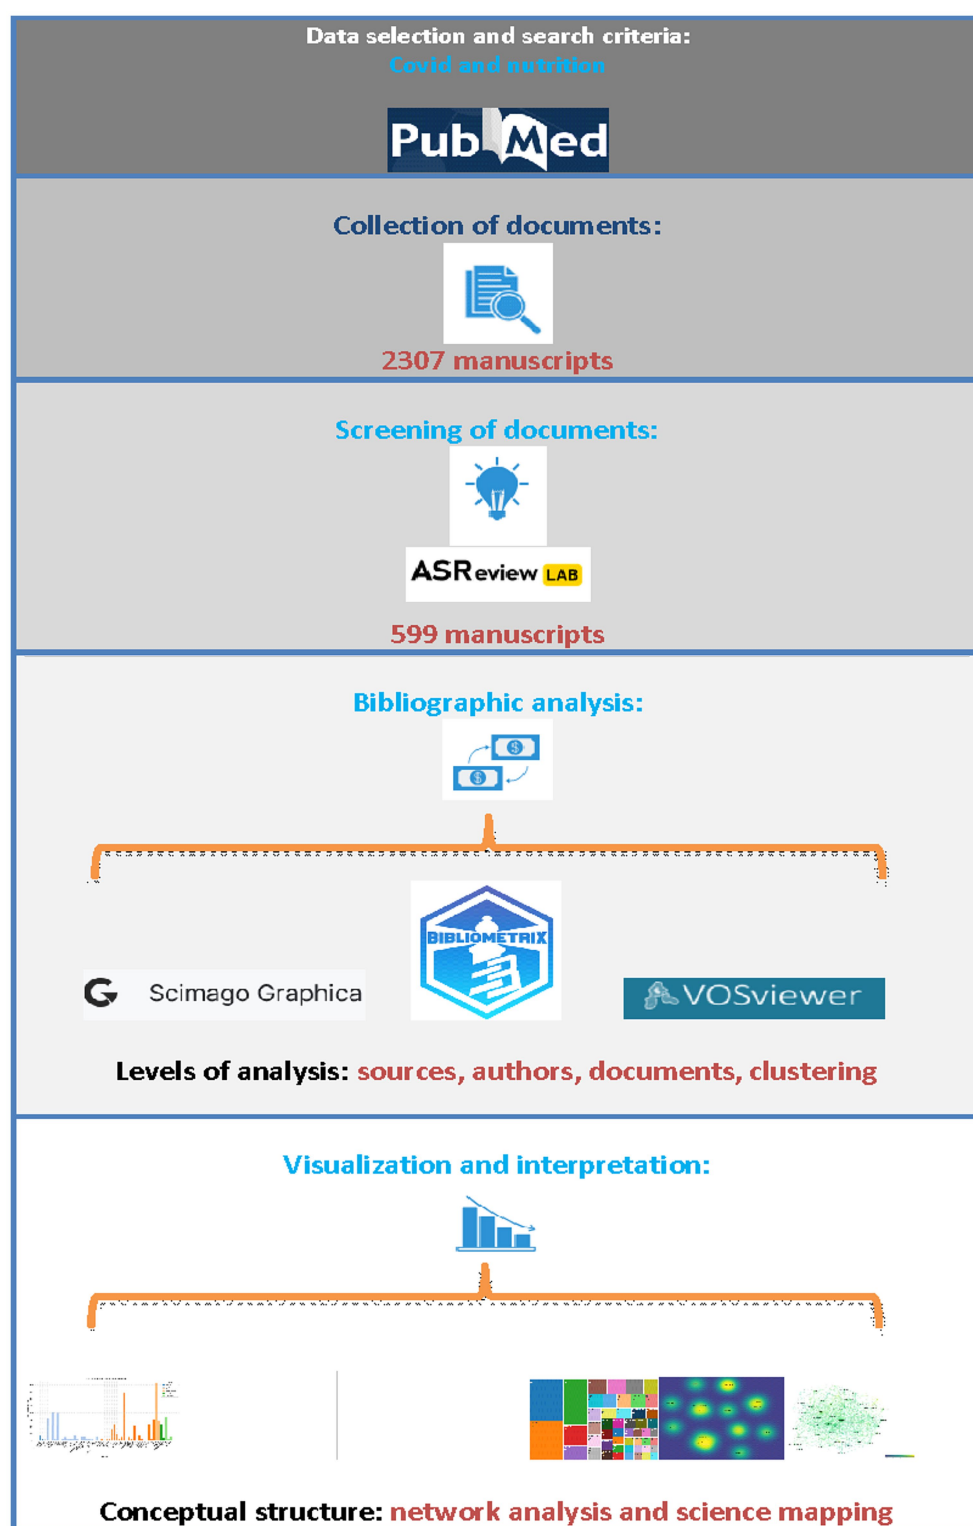 Data selection and search criteria:
Covid and nutrition
PubMed
Collection of documents:
2307 manuscripts
Screening of documents:
ASReview LAB
599 manuscripts
Bibliographic analysis:
BIBLIOMETRIX
Scimago Graphica
VOSviewer
Levels of analysis: sources, authors, documents, clustering
Visualization and interpretation:
Conceptual structure: network analysis and science mapping